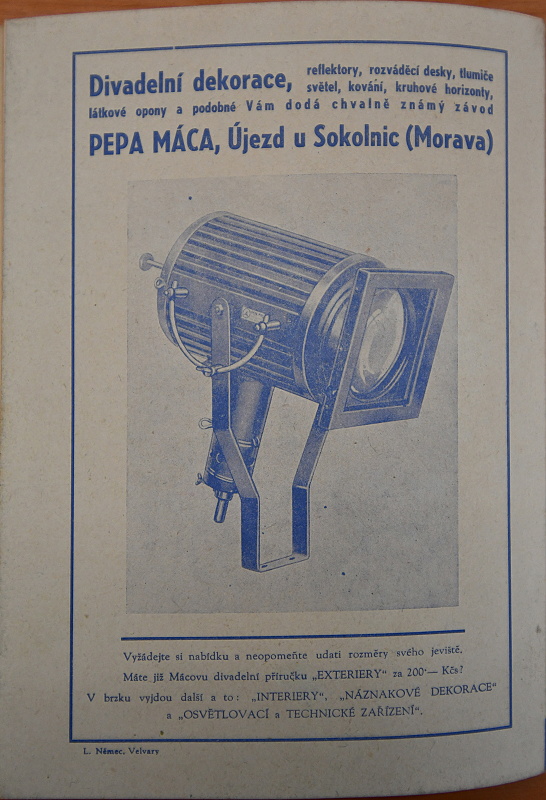 Divadelní dekorace, reflektory, rozváděcí desky, tlumiče
světel, kování, kruhové horizonty,
látkové opony a podobné Vám dodá chvalně známý závod
PEPA MÁCA, Újezd u Sokolnic (Morava)
Vyžádejte si nabídku a neopomeňte udati rozměry svého jeviště.
Máte již Mácovu divadelní příručku „EXTERIERY" za 200·— Kčs?
V brzku vyjdou další a to: „INTERIERY", „NÁZNAKOVÉ DEKORACE"
a „OSVĚTLOVACÍ a TECHNICKÉ ZAŘÍZENÍ".
L. Němec, Velvary